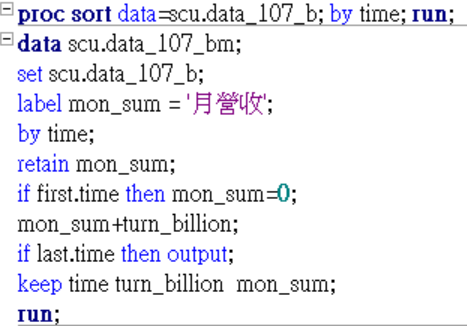 proc sort data=scu.data_107_b; by time; run;
data scu.data_107_bm;
set scu.data_107_b;
label mon_sum = '月營收';
by time;
retain mon_sum;
if first.time then mon_sum=0;
mon_sum+turn_billion;
if last.time then output;
keep time turn_billion  mon_sum;
run;